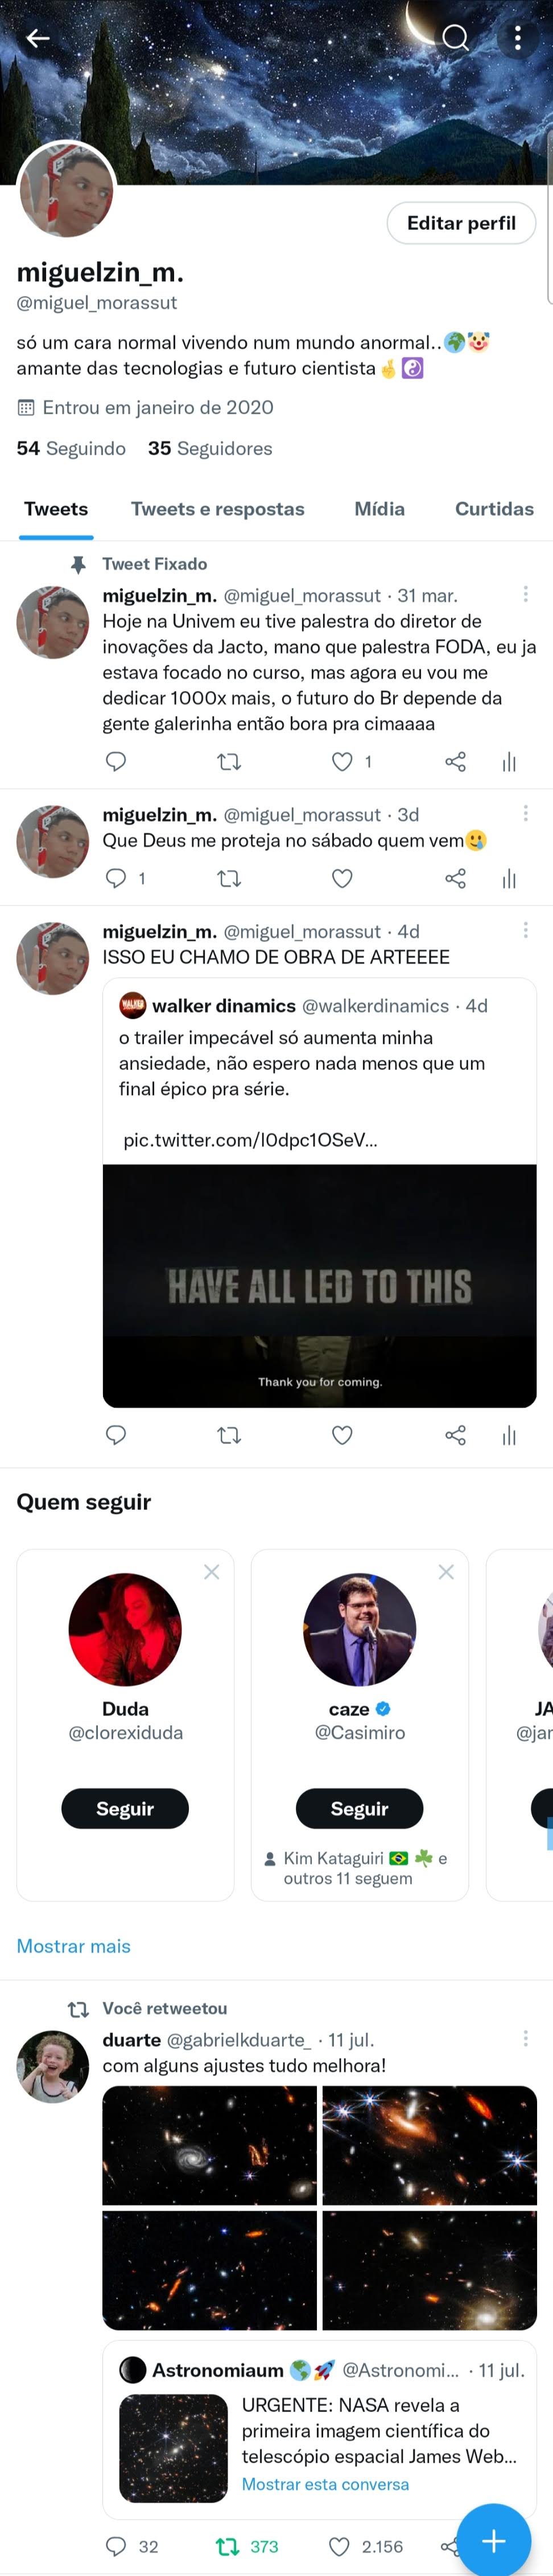 Editar perfil
miguelzin_m.
@miguel_morassut
só um cara normal vivendo num mundo anormal..🌍🤡
amante das tecnologias e futuro cientista🤞☯️
Entrou em janeiro de 2020
54 Seguindo 35 Seguidores
Tweets Tweets e respostas Mídia Curtidas
Tweet Fixado
miguelzin_m. @miguel_morassut · 31 mar.
Hoje na Univem eu tive palestra do diretor de
inovações da Jacto, mano que palestra FODA, eu ja
estava focado no curso, mas agora eu vou me
dedicar 1000x mais, o futuro do Br depende da
gente galerinha então bora pra cimaaaa
1
miguelzin_m. @miguel_morassut · 3d
Que Deus me proteja no sábado quem vem🥲
1
miguelzin_m. @miguel_morassut · 4d
ISSO EU CHAMO DE OBRA DE ARTEEEE
walker dinamics @walkerdinamics · 4d
o trailer impecável só aumenta minha
ansiedade, não espero nada menos que um
final épico pra série.
pic.twitter.com/l0dpc1OSeV...
HAVE ALL LED TO THIS
Thank you for coming.
Quem seguir
Duda
@clorexiduda
Seguir
caze
@Casimiro
Seguir
Kim Kataguiri 🇧🇷 ☘️ e
outros 11 seguem
JA
@jar
Mostrar mais
Você retweetou
duarte @gabrielkduarte_ · 11 jul.
com alguns ajustes tudo melhora!
Astronomiaum 🌎🚀 @Astronomi... · 11 jul.
URGENTE: NASA revela a
primeira imagem científica do
telescópio espacial James Web...
Mostrar esta conversa
32 373 2.156